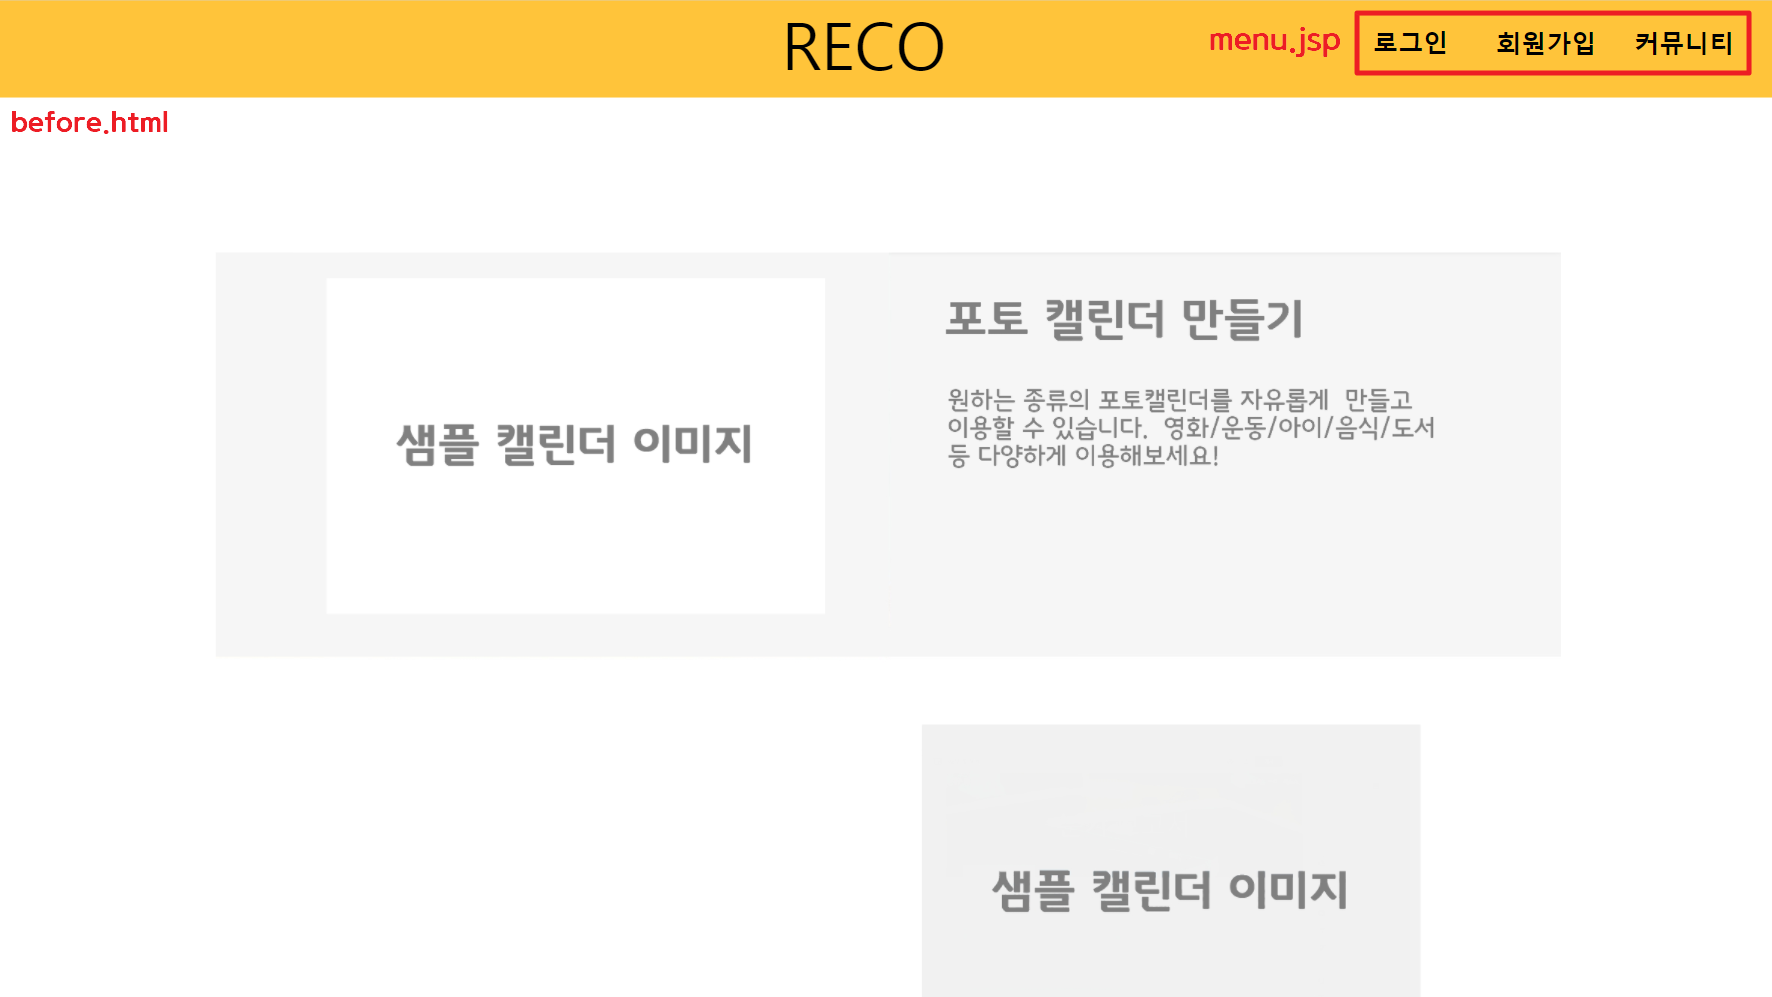 RECO
menu.jsp
로그인 회원가입 커뮤니티
before.html
샘플 캘린더 이미지
포토 캘린더 만들기
원하는 종류의 포토캘린더를 자유롭게 만들고
이용할 수 있습니다. 영화/운동/아이/음식/도서
등 다양하게 이용해보세요!
샘플 캘린더 이미지